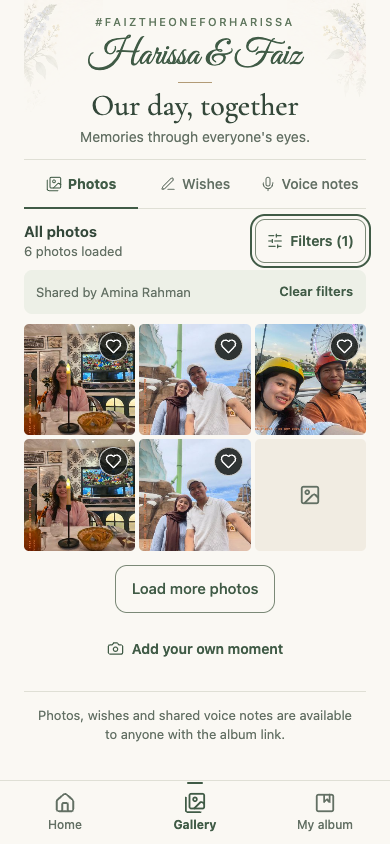 #FAIZTHEONEFORHARISSA
Harissa & Faiz
Our day, together
Memories through everyone's eyes.
Photos
Wishes
Voice notes
All photos
6 photos loaded
Filters (1)
Shared by Amina Rahman
Clear filters
Load more photos
Add your own moment
Photos, wishes and shared voice notes are available
to anyone with the album link.
Home
Gallery
My album